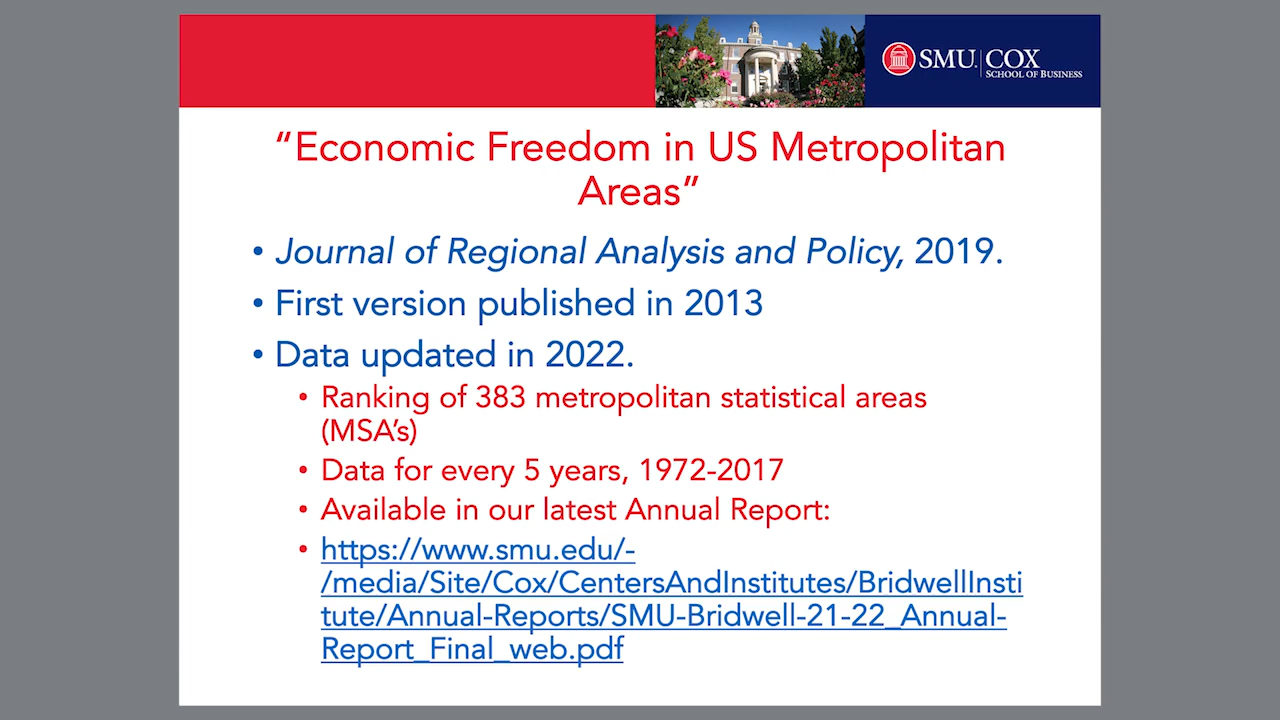 SMU. COX
SCHOOL OF BUSINESS
“Economic Freedom in US Metropolitan
Areas”
• Journal of Regional Analysis and Policy, 2019.
• First version published in 2013
• Data updated in 2022.
• Ranking of 383 metropolitan statistical areas
(MSA’s)
• Data for every 5 years, 1972-2017
• Available in our latest Annual Report:
• https://www.smu.edu/-
/media/Site/Cox/CentersAndInstitutes/BridwellInsti
tute/Annual-Reports/SMU-Bridwell-21-22_Annual-
Report_Final_web.pdf